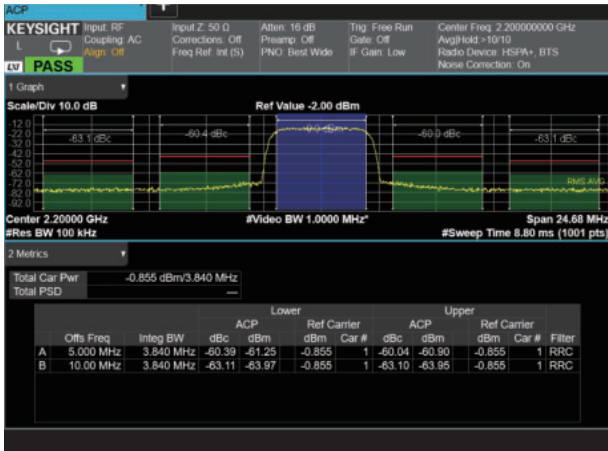 ACP
KEYSIGHT
L
LXI PASS
Input: RF
Coupling: AC
Align: Off
Input Z: 50 Ω
Corrections: Off
Freq Ref: Int (S)
Atten: 16 dB
Preamp: Off
PNO: Best Wide
Trig: Free Run
Gate: Off
IF Gain: Low
Center Freq: 2.200000000 GHz
Avg|Hold:>10/10
Radio Device: HSPA+, BTS
Noise Correction: On
1 Graph
Scale/Div 10.0 dB
Ref Value -2.00 dBm
-12.0
-22.0
-32.0
-42.0
-52.0
-62.0
-72.0
-82.0
-92.0
-63.1 dBc
-60.4 dBc
-60.0 dBc
-63.1 dBc
RMS AVG
Center 2.20000 GHz
#Video BW 1.0000 MHz*
Span 24.68 MHz
#Res BW 100 kHz
#Sweep Time 8.80 ms (1001 pts)
2 Metrics
Total Car Pwr -0.855 dBm/3.840 MHz
Total PSD —
Lower Upper
ACP Ref Carrier ACP Ref Carrier
Offs Freq Integ BW dBc dBm dBm Car # dBc dBm dBm Car # Filter
A 5.000 MHz 3.840 MHz -60.39 -61.25 -0.855 1 -60.04 -60.90 -0.855 1 RRC
B 10.00 MHz 3.840 MHz -63.11 -63.97 -0.855 1 -63.10 -63.95 -0.855 1 RRC